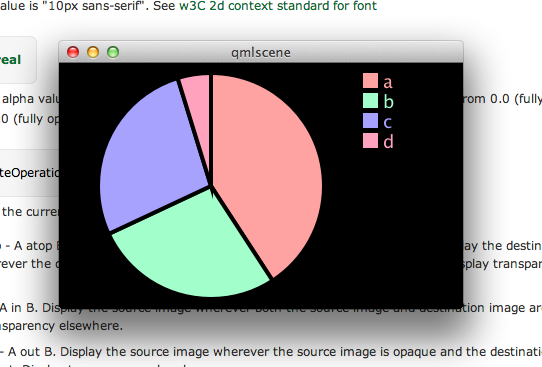 alue is "10px sans-serif". See w3C 2d context standard for font
qmlscene
real
a
b
c
d
alpha valu
rom 0.0 (fully
0 (fully op
teOperatio
the curren
- A atop B
lay the destin
rever the d
splay transpar
A in B. Display the source image wherever both the source image and destination image are
nsparency elsewhere.
- A out B. Display the source image wherever the source image is opaque and the destinatio